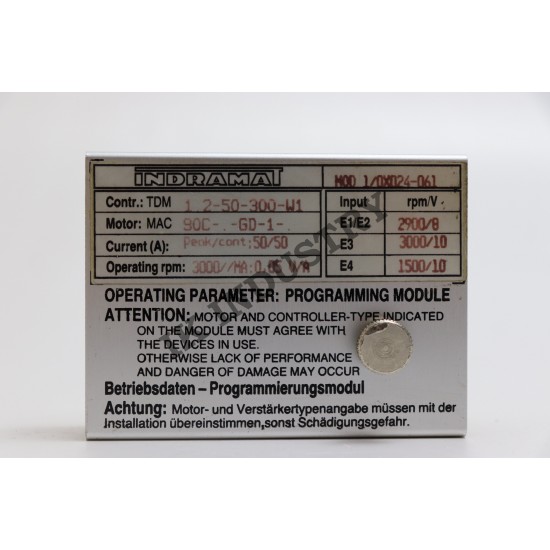 INDRAMAT MOD 1/0X024-061
Contr.: TDM 1.2-50-300-W1 Input rpm/V
Motor: MAC 90C-.-GD-1-. E1/E2 2900/8
Current (A): Peak/cont:50/50 E3 3000/10
Operating rpm: 3000//HA: E4 1500/10
OPERATING PARAMETER: PROGRAMMING MODULE
ATTENTION: MOTOR AND CONTROLLER-TYPE INDICATED
ON THE MODULE MUST AGREE WITH
THE DEVICES IN USE.
OTHERWISE LACK OF PERFORMANCE
AND DANGER OF DAMAGE MAY OCCUR
Betriebsdaten – Programmierungsmodul
Achtung: Motor- und Verstärkertypenangabe müssen mit der
Installation übereinstimmen, sonst Schädigungsgefahr.
INDUSTRY